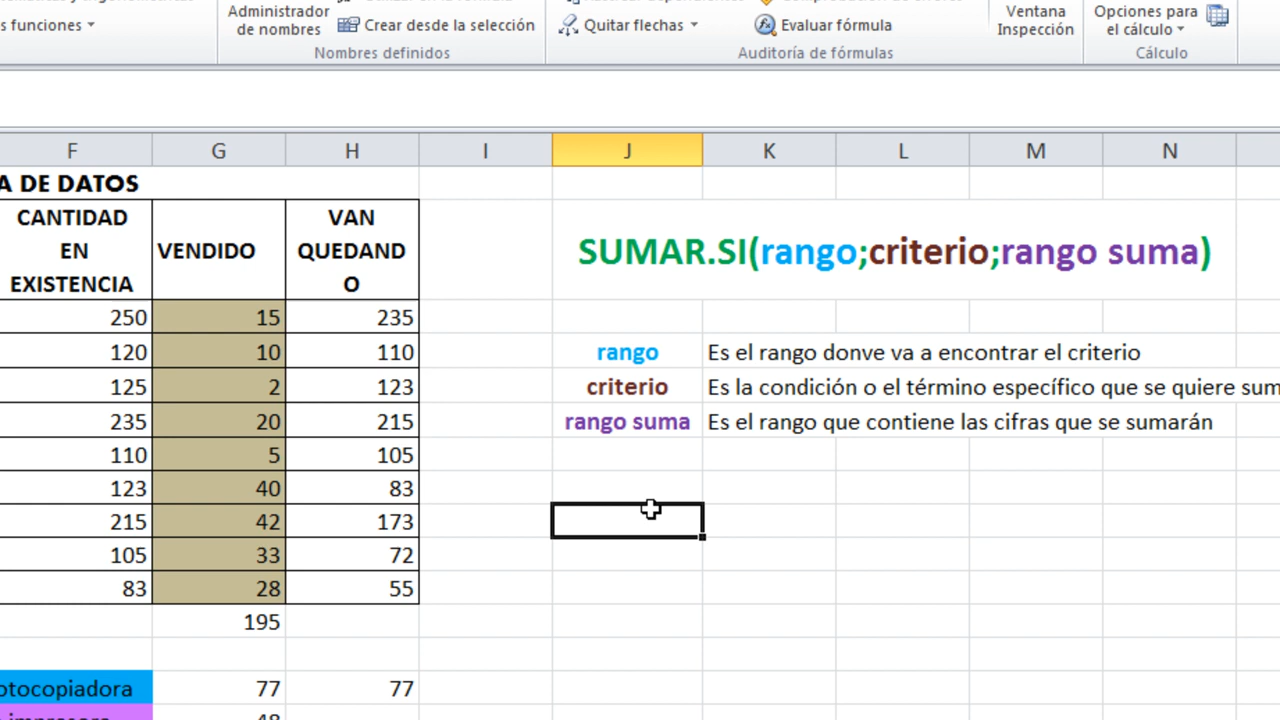 s funciones
Administrador
de nombres
Crear desde la selección
Nombres definidos
Quitar flechas
Evaluar fórmula
Auditoría de fórmulas
Ventana
Inspección
Opciones para
el cálculo
Cálculo
F G H I J K L M N
A DE DATOS
CANTIDAD
EN
EXISTENCIA
VENDIDO
VAN
QUEDAND
O
SUMAR.SI(rango;criterio;rango suma)
250 15 235
120 10 110
125 2 123
235 20 215
110 5 105
123 40 83
215 42 173
105 33 72
83 28 55
195
rango Es el rango donve va a encontrar el criterio
criterio Es la condición o el término específico que se quiere sum
rango suma Es el rango que contiene las cifras que se sumarán
otocopiadora 77 77